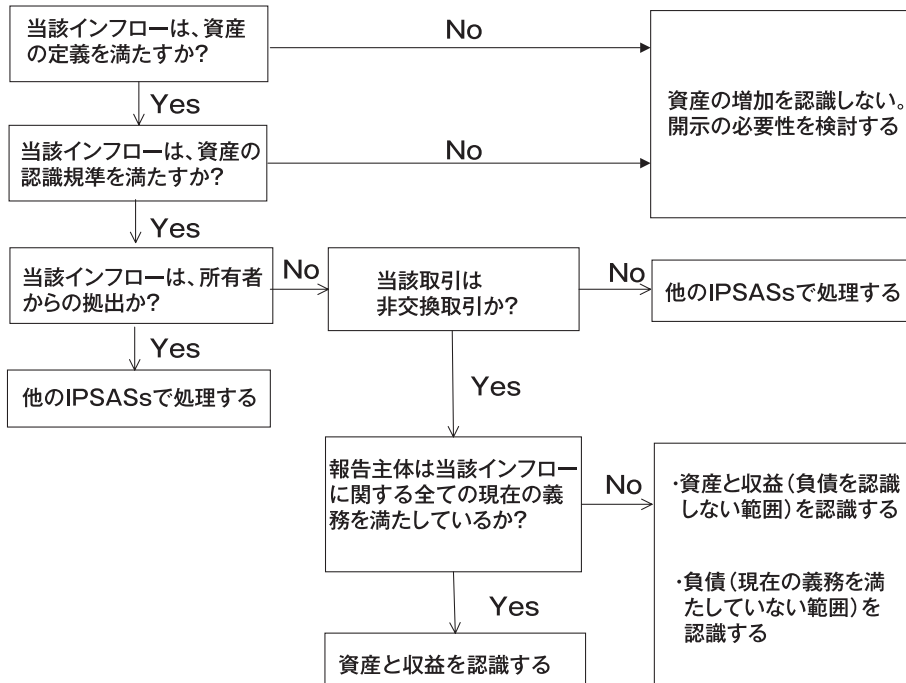 当該インフローは、資産
の定義を満たすか？
No
資産の増加を認識しない。
開示の必要性を検討する
Yes
当該インフローは、資産の
認識規準を満たすか？
No
Yes
当該インフローは、所有者
からの拠出か？
No
当該取引は
非交換取引か？
No
他のIPSASsで処理する
Yes
他のIPSASsで処理する
Yes
報告主体は当該インフロー
に関する全ての現在の義
務を満たしているか？
No
・資産と収益（負債を認識
しない範囲）を認識する
・負債（現在の義務を満
たしていない範囲）を
認識する
Yes
資産と収益を認識する